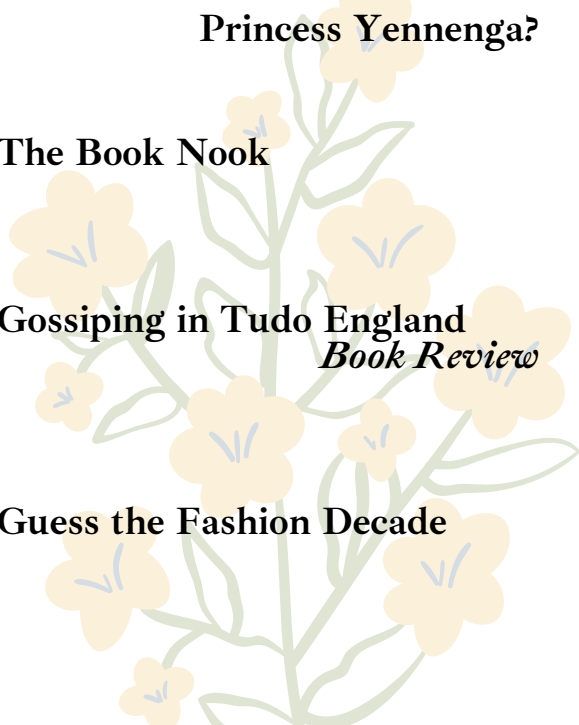 Princess Yennenga?
The Book Nook
Gossiping in Tudo England
Book Review
Guess the Fashion Decade